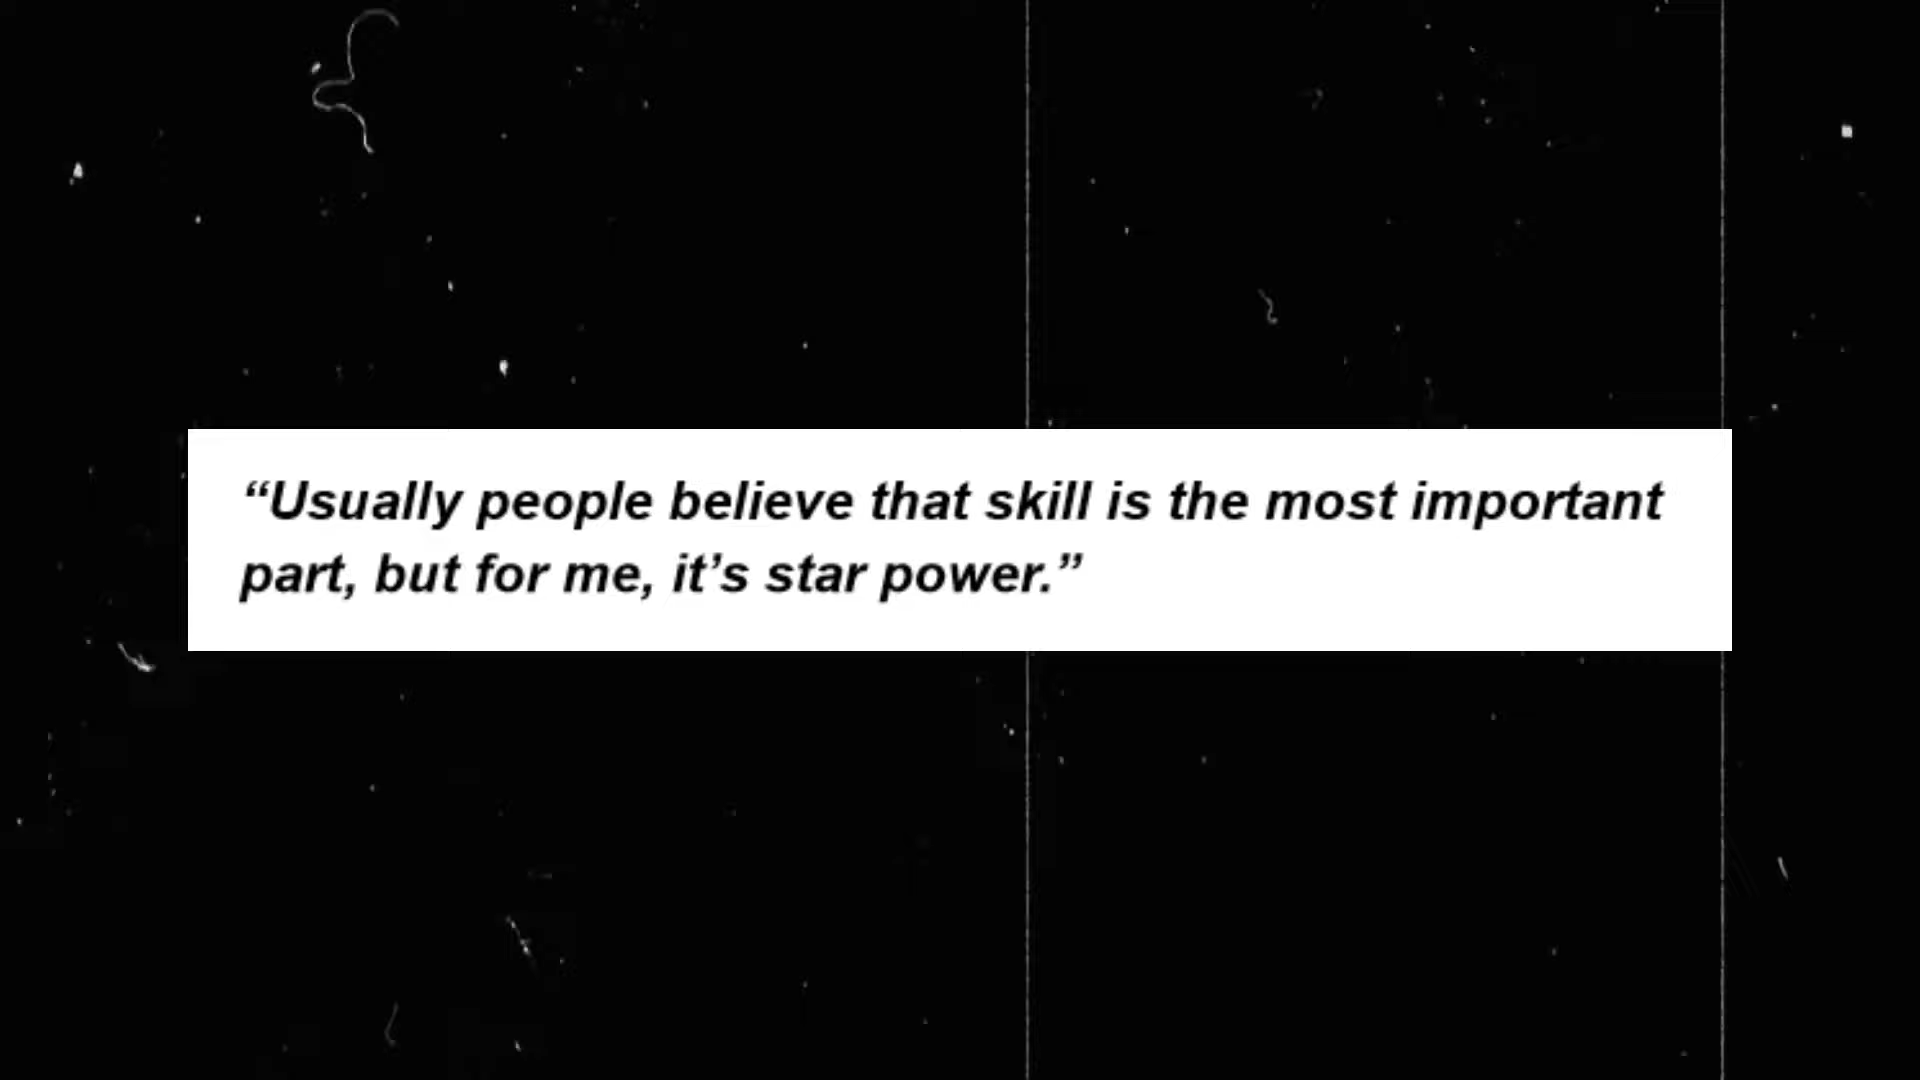 “Usually people believe that skill is the most important
part, but for me, it’s star power.”